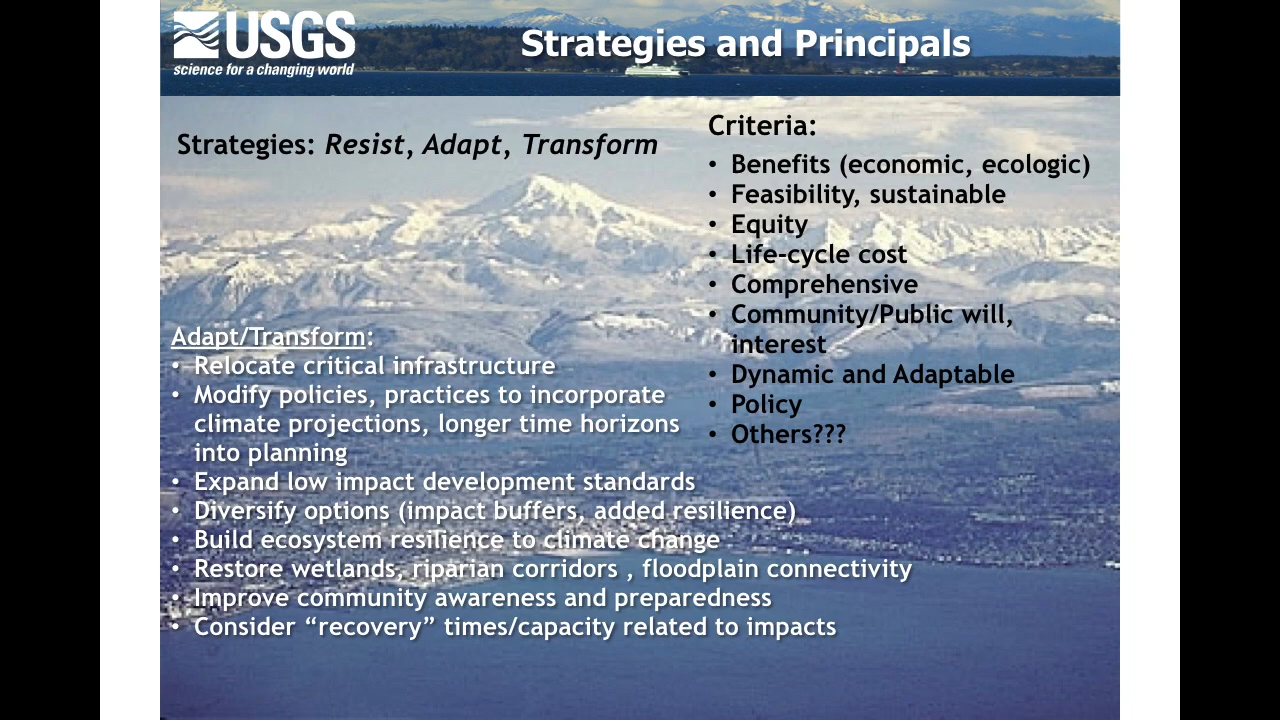 USGS
science for a changing world
Strategies and Principals
Strategies: Resist, Adapt, Transform
Criteria:
• Benefits (economic, ecologic)
• Feasibility, sustainable
• Equity
• Life-cycle cost
• Comprehensive
• Community/Public will,
interest
• Dynamic and Adaptable
• Policy
• Others???
Adapt/Transform:
• Relocate critical infrastructure
• Modify policies, practices to incorporate
climate projections, longer time horizons
into planning
• Expand low impact development standards
• Diversify options (impact buffers, added resilience)
• Build ecosystem resilience to climate change
• Restore wetlands, riparian corridors , floodplain connectivity
• Improve community awareness and preparedness
• Consider “recovery” times/capacity related to impacts